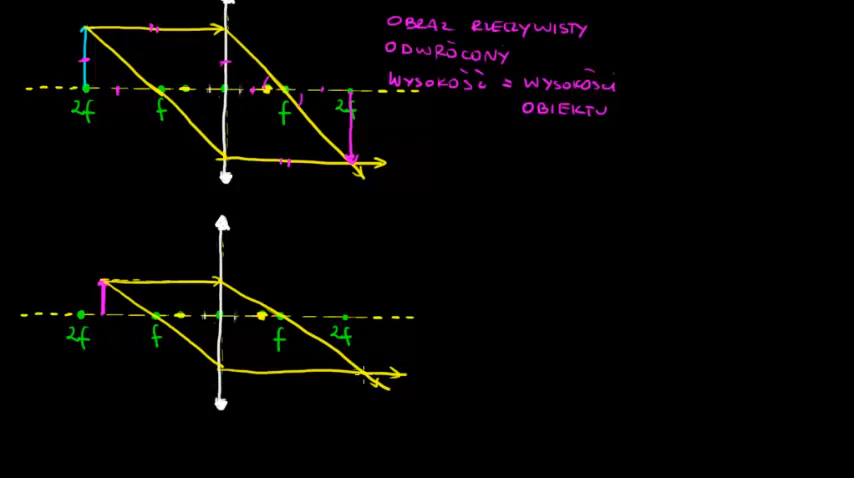 OBRAZ RZECZYWISTY
ODWRÓCONY
WYSOKOŚĆ = WYSOKOŚCI
OBIEKTU
2f f f 2f
2f f f 2f